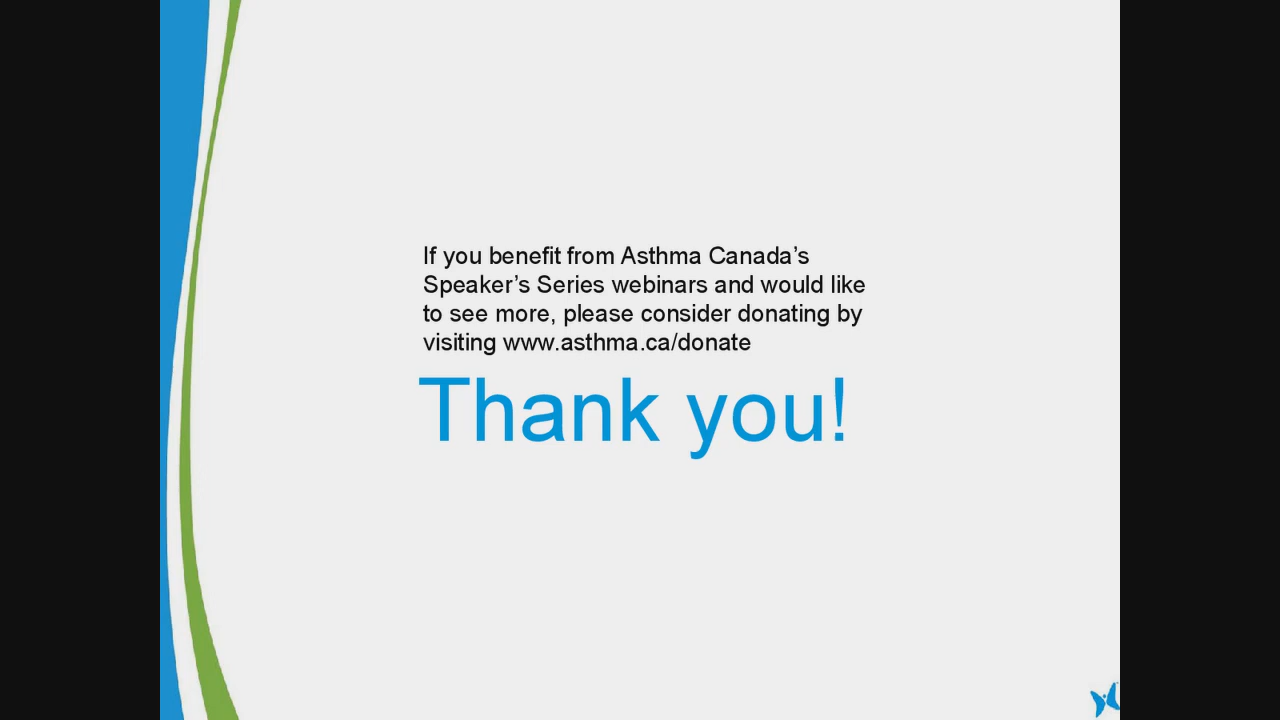 If you benefit from Asthma Canada’s
Speaker’s Series webinars and would like
to see more, please consider donating by
visiting www.asthma.ca/donate
Thank you!